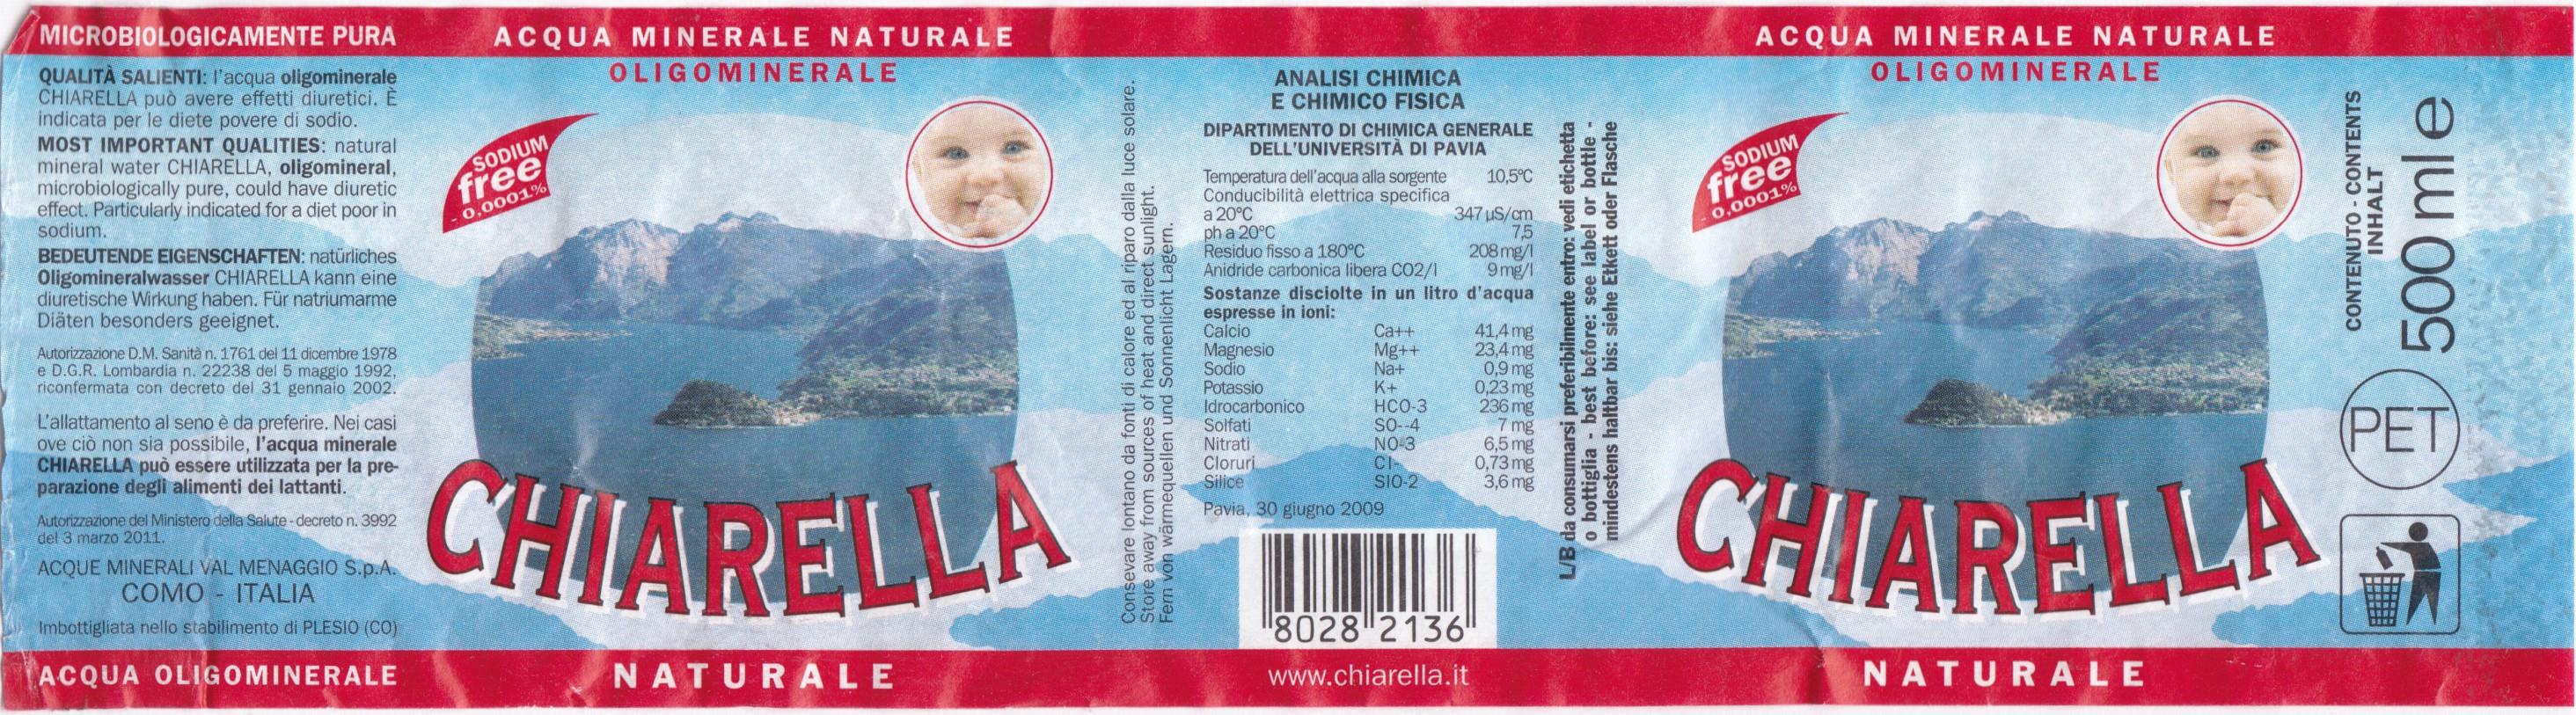 MICROBIOLOGICAMENTE PURA
QUALITÀ SALIENTI: l'acqua oligominerale
CHIARELLA può avere effetti diuretici. È
indicata per le diete povere di sodio.
MOST IMPORTANT QUALITIES: natural
mineral water CHIARELLA, oligomineral,
microbiologically pure, could have diuretic
effect. Particularly indicated for a diet poor in
sodium.
BEDEUTENDE EIGENSCHAFTEN: natürliches
Oligomineralwasser CHIARELLA kann eine
diuretische Wirkung haben. Für natriumarme
Diäten besonders geeignet.
Autorizzazione D.M. Sanità n. 1761 del 11 dicembre 1978
e D.G.R. Lombardia n. 22238 del 5 maggio 1992,
riconfermata con decreto del 31 gennaio 2002.
L'allattamento al seno è da preferire. Nei casi
ove ciò non sia possibile, l'acqua minerale
CHIARELLA può essere utilizzata per la pre-
parazione degli alimenti dei lattanti.
Autorizzazione del Ministero della Salute - decreto n. 3992
del 3 marzo 2011.
ACQUE MINERALI VAL MENAGGIO S.p.A.
COMO - ITALIA
Imbottigliata nello stabilimento di PLESIO (CO)
ACQUA OLIGOMINERALE
ACQUA MINERALE NATURALE
OLIGOMINERALE
SODIUM
free
- 0,0001%
CHIARELLA
NATURALE
Consevare lontano da fonti di calore ed al riparo dalla luce solare.
Store away from sources of heat and direct sunlight.
Fern von wärmequellen und Sonnenlicht Lagern.
ANALISI CHIMICA
E CHIMICO FISICA
DIPARTIMENTO DI CHIMICA GENERALE
DELL'UNIVERSITÀ DI PAVIA
Temperatura dell'acqua alla sorgente 10,5°C
Conducibilità elettrica specifica
a 20°C 347 µS/cm
ph a 20°C 7,5
Residuo fisso a 180°C 208 mg/l
Anidride carbonica libera CO2/l 9 mg/l
Sostanze disciolte in un litro d'acqua
espresse in ioni:
Calcio Ca++ 41,4 mg
Magnesio Mg++ 23,4 mg
Sodio Na+ 0,9 mg
Potassio K+ 0,23 mg
Idrocarbonico HCO-3 236 mg
Solfati SO--4 7 mg
Nitrati NO-3 6,5 mg
Cloruri Cl- 0,73 mg
Silice SIO-2 3,6 mg
Pavia, 30 giugno 2009
8028 2136
www.chiarella.it
L/B da consumarsi preferibilmente entro: vedi etichetta
o bottiglia - best before: see label or bottle -
mindestens haltbar bis: siehe Etkett oder Flasche
ACQUA MINERALE NATURALE
OLIGOMINERALE
SODIUM
free
- 0,0001%
CHIARELLA
NATURALE
CONTENUTO - CONTENTS
INHALT
500 ml e
PET